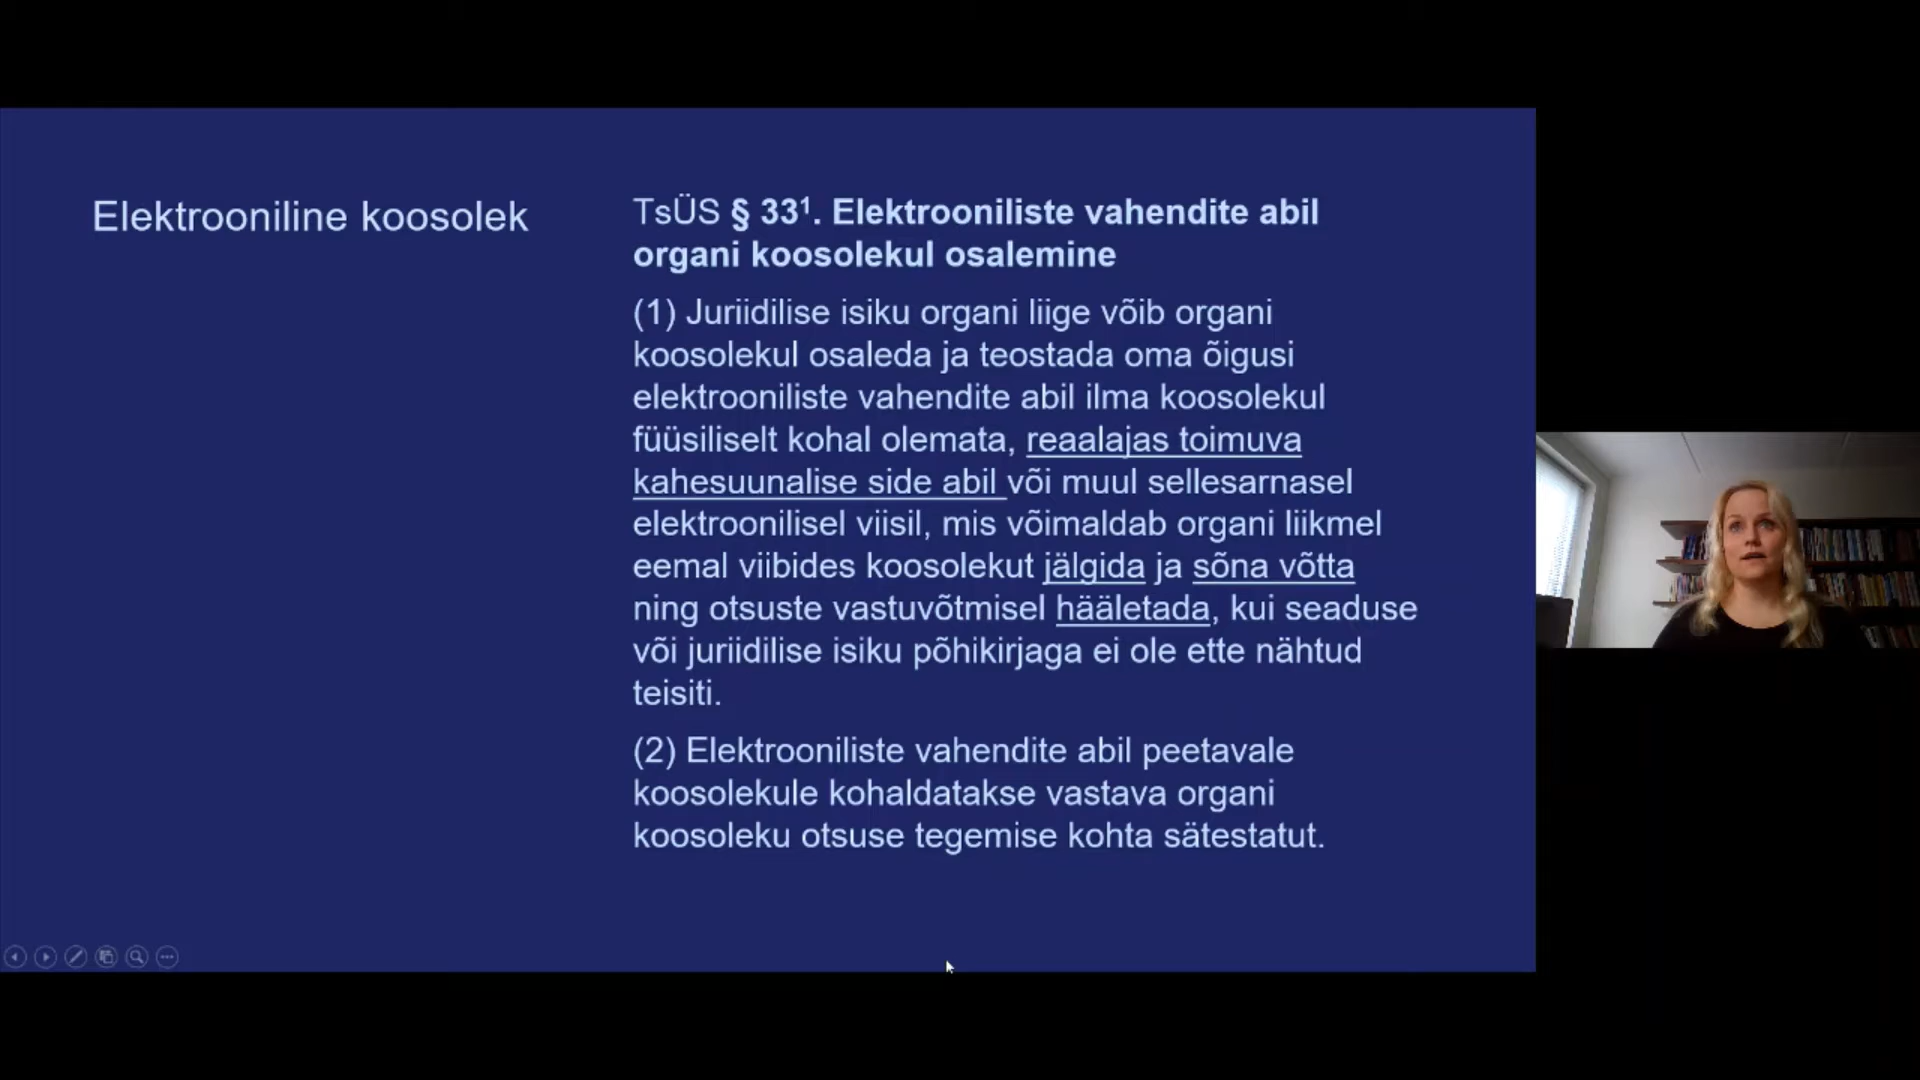 Elektrooniline koosolek
TsÜS § 33¹. Elektrooniliste vahendite abil
organi koosolekul osalemine
(1) Juriidilise isiku organi liige võib organi
koosolekul osaleda ja teostada oma õigusi
elektrooniliste vahendite abil ilma koosolekul
füüsiliselt kohal olemata, reaalajas toimuva
kahesuunalise side abil või muul sellesarnasel
elektroonilisel viisil, mis võimaldab organi liikmel
eemal viibides koosolekut jälgida ja sõna võtta
ning otsuste vastuvõtmisel hääletada, kui seaduse
või juriidilise isiku põhikirjaga ei ole ette nähtud
teisiti.
(2) Elektrooniliste vahendite abil peetavale
koosolekule kohaldatakse vastava organi
koosoleku otsuse tegemise kohta sätestatut.